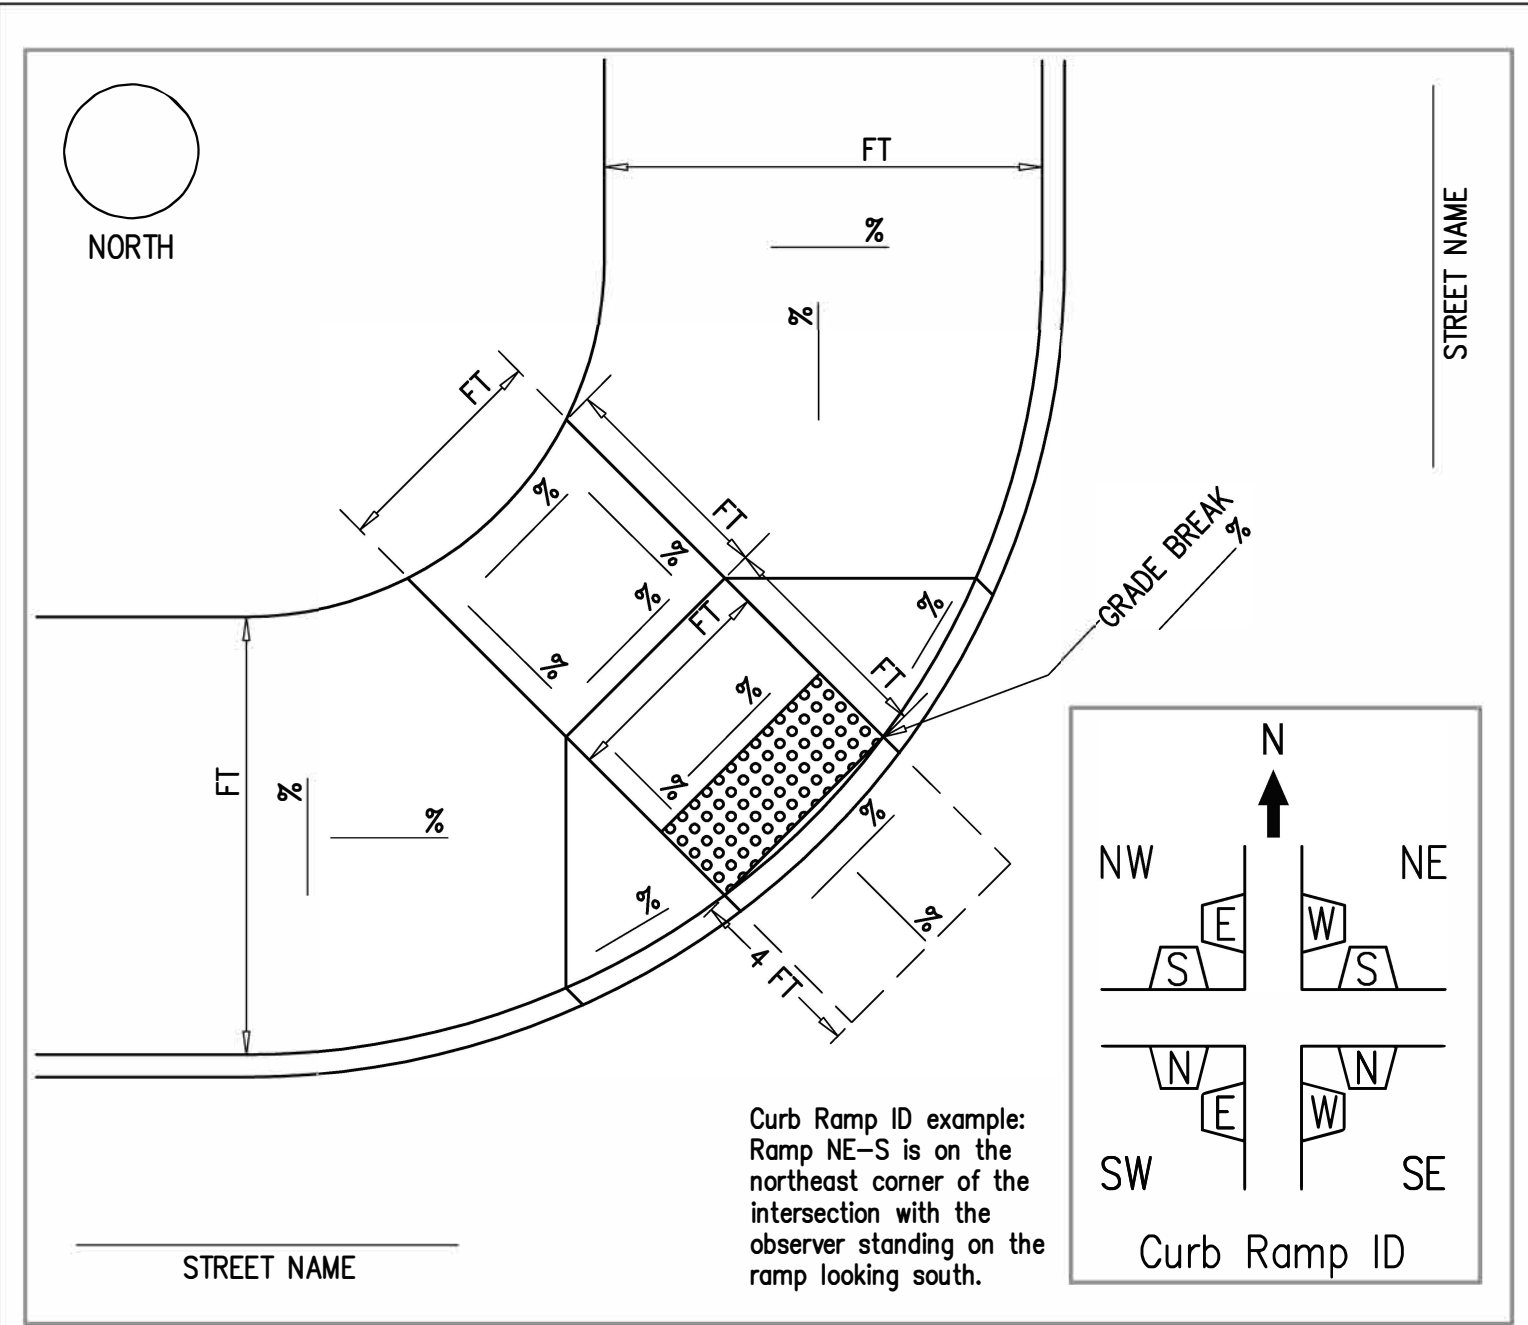 FT
%
%
NORTH
STREET NAME
FT
FT
%
%
%
%
FT
FT
%
%
%
%
GRADE BREAK
%
FT
%
%
%
%
%
4 FT
N
NW
NE
E
W
S
S
N
N
E
W
SW
SE
Curb Ramp ID
Curb Ramp ID example:
Ramp NE-S is on the
northeast corner of the
intersection with the
observer standing on the
ramp looking south.
STREET NAME